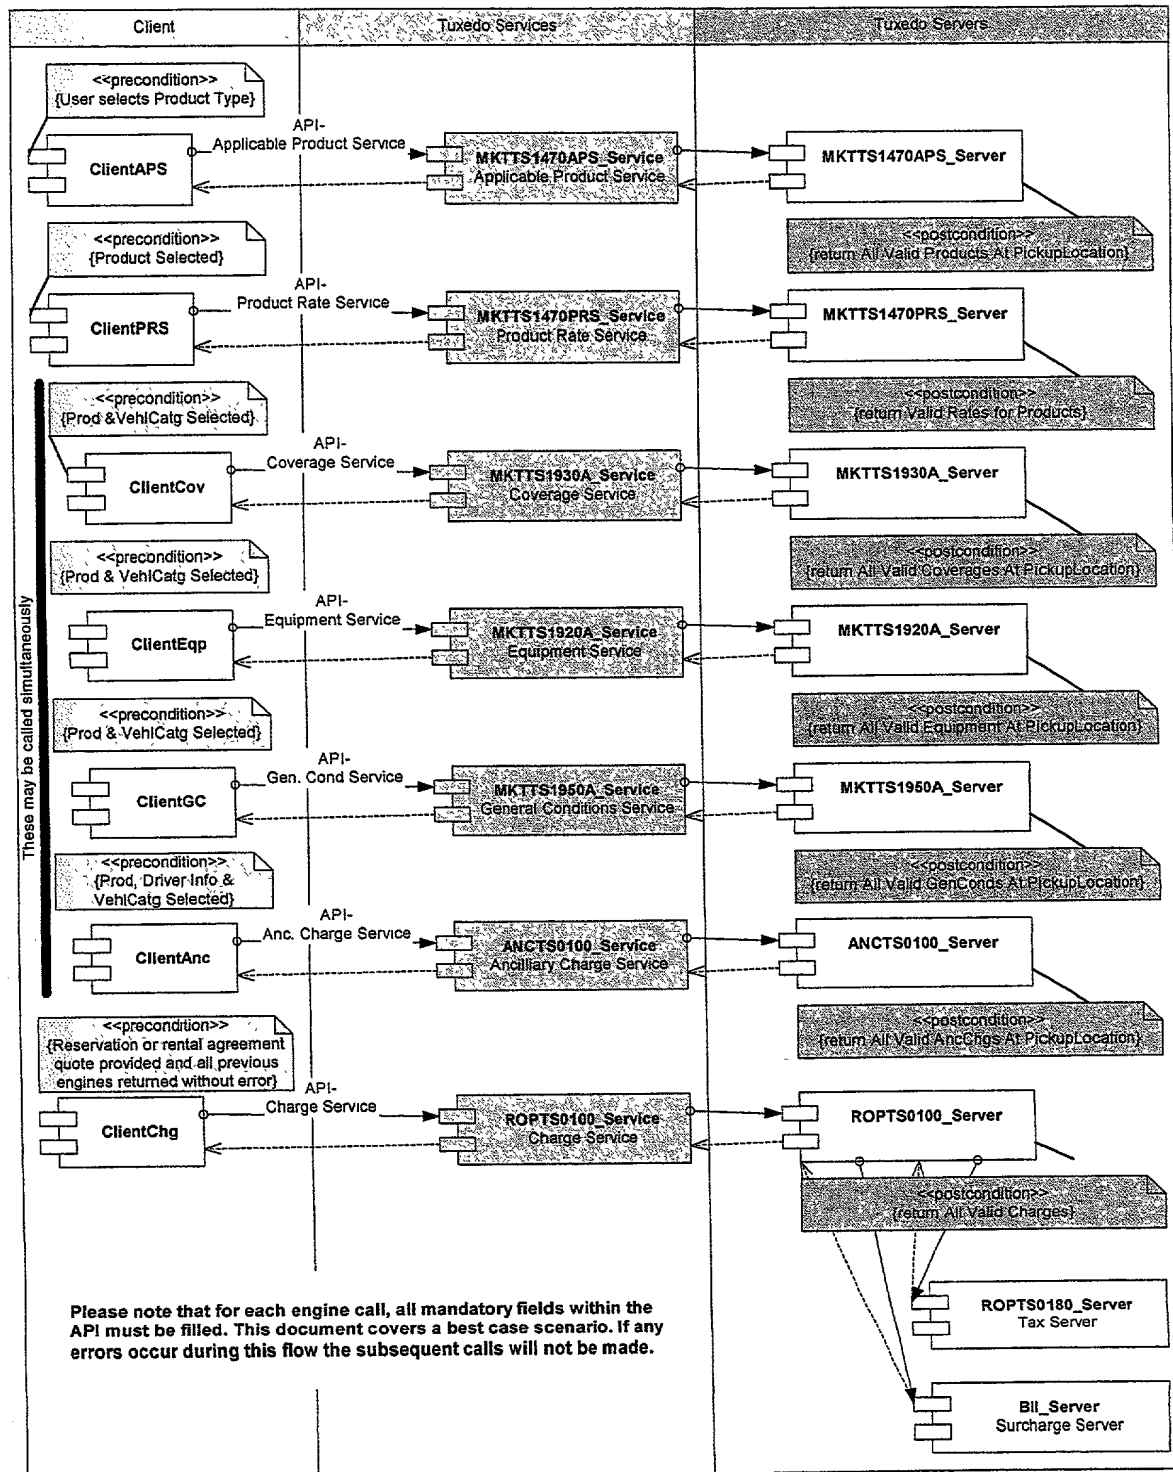 Client
Tuxedo Services
Tuxedo Servers
<<precondition>>
{User selects Product Type}
ClientAPS
API-
Applicable Product Service
MKTTS1470APS_Service
Applicable Product Service
MKTTS1470APS_Server
<<postcondition>>
{return All Valid Products At PickupLocation}
<<precondition>>
{Product Selected}
ClientPRS
API-
Product Rate Service
MKTTS1470PRS_Service
Product Rate Service
MKTTS1470PRS_Server
<<postcondition>>
{return Valid Rates for Products}
These may be called simultaneously
<<precondition>>
{Prod &VehlCatg Selected}
ClientCov
API-
Coverage Service
MKTTS1930A_Service
Coverage Service
MKTTS1930A_Server
<<postcondition>>
{return All Valid Coverages At PickupLocation}
<<precondition>>
{Prod & VehlCatg Selected}
ClientEqp
API-
Equipment Service
MKTTS1920A_Service
Equipment Service
MKTTS1920A_Server
<<postcondition>>
{return All Valid Equipment At PickupLocation}
<<precondition>>
{Prod & VehlCatg Selected}
ClientGC
API-
Gen. Cond Service
MKTTS1950A_Service
General Conditions Service
MKTTS1950A_Server
<<postcondition>>
{return All Valid GenConds At PickupLocation}
<<precondition>>
{Prod, Driver Info &
VehlCatg Selected}
ClientAnc
API-
Anc. Charge Service
ANCTS0100_Service
Ancilliary Charge Service
ANCTS0100_Server
<<postcondition>>
{return All Valid AncChgs At PickupLocation}
<<precondition>>
{Reservation or rental agreement
quote provided and all previous
engines returned without error}
ClientChg
API-
Charge Service
ROPTS0100_Service
Charge Service
ROPTS0100_Server
<<postcondition>>
{return All Valid Charges}
ROPTS0180_Server
Tax Server
Bll_Server
Surcharge Server
Please note that for each engine call, all mandatory fields within the
API must be filled. This document covers a best case scenario. If any
errors occur during this flow the subsequent calls will not be made.